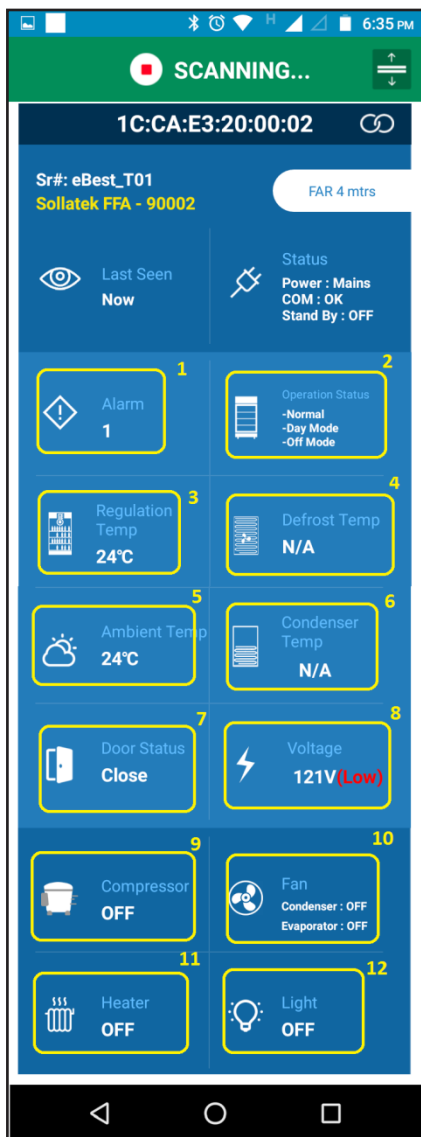 H 6:35 PM
SCANNING...
1C:CA:E3:20:00:02
Sr#: eBest_T01
Sollatek FFA - 90002
FAR 4 mtrs
Last Seen
Now
Status
Power : Mains
COM : OK
Stand By : OFF
1
Alarm
1
2
Operation Status
-Normal
-Day Mode
-Off Mode
3
Regulation
Temp
24℃
4
Defrost Temp
N/A
5
Ambient Temp
24℃
6
Condenser
Temp
N/A
7
Door Status
Close
8
Voltage
121V(Low)
9
Compressor
OFF
10
Fan
Condenser : OFF
Evaporator : OFF
11
Heater
OFF
12
Light
OFF